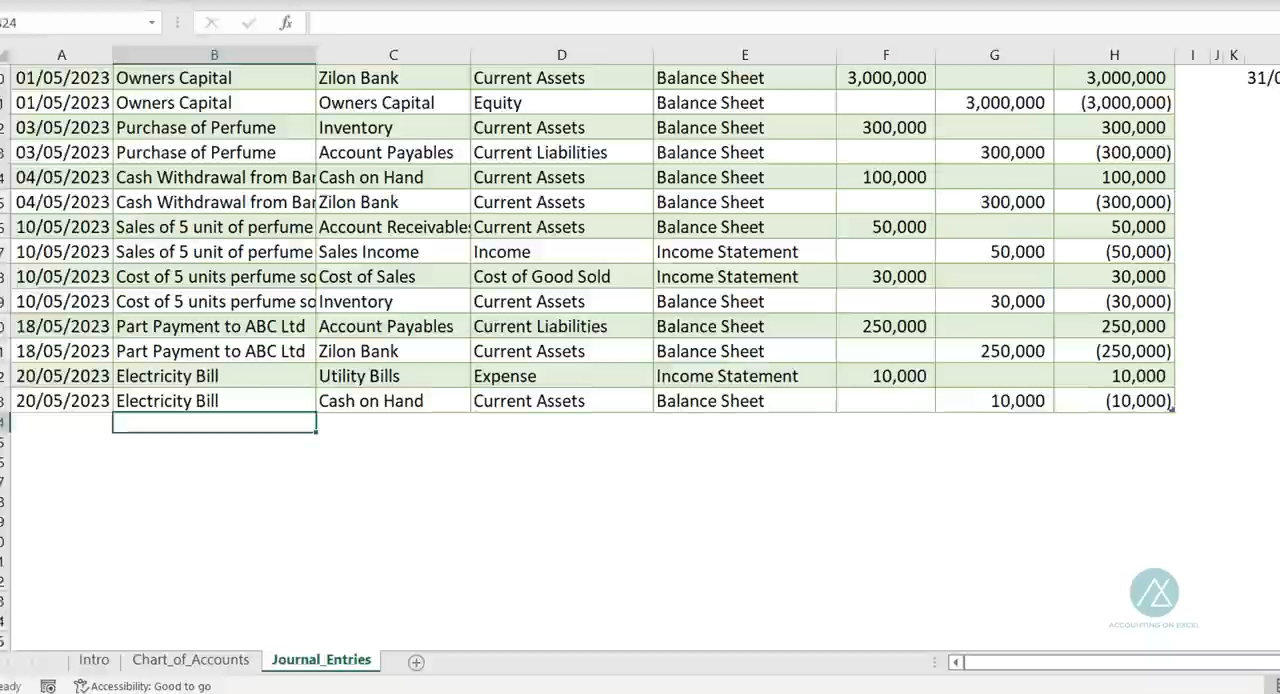 24 fx
A B C D E F G H I J K
01/05/2023 Owners Capital Zilon Bank Current Assets Balance Sheet 3,000,000 3,000,000 31/0
01/05/2023 Owners Capital Owners Capital Equity Balance Sheet 3,000,000 (3,000,000)
03/05/2023 Purchase of Perfume Inventory Current Assets Balance Sheet 300,000 300,000
03/05/2023 Purchase of Perfume Account Payables Current Liabilities Balance Sheet 300,000 (300,000)
04/05/2023 Cash Withdrawal from Bar Cash on Hand Current Assets Balance Sheet 100,000 100,000
04/05/2023 Cash Withdrawal from Bar Zilon Bank Current Assets Balance Sheet 300,000 (300,000)
10/05/2023 Sales of 5 unit of perfume Account Receivables Current Assets Balance Sheet 50,000 50,000
10/05/2023 Sales of 5 unit of perfume Sales Income Income Income Statement 50,000 (50,000)
10/05/2023 Cost of 5 units perfume so Cost of Sales Cost of Good Sold Income Statement 30,000 30,000
10/05/2023 Cost of 5 units perfume so Inventory Current Assets Balance Sheet 30,000 (30,000)
18/05/2023 Part Payment to ABC Ltd Account Payables Current Liabilities Balance Sheet 250,000 250,000
18/05/2023 Part Payment to ABC Ltd Zilon Bank Current Assets Balance Sheet 250,000 (250,000)
20/05/2023 Electricity Bill Utility Bills Expense Income Statement 10,000 10,000
20/05/2023 Electricity Bill Cash on Hand Current Assets Balance Sheet 10,000 (10,000)
ACCOUNTING ON EXCEL
Intro Chart_of_Accounts Journal_Entries
eady Accessibility: Good to go